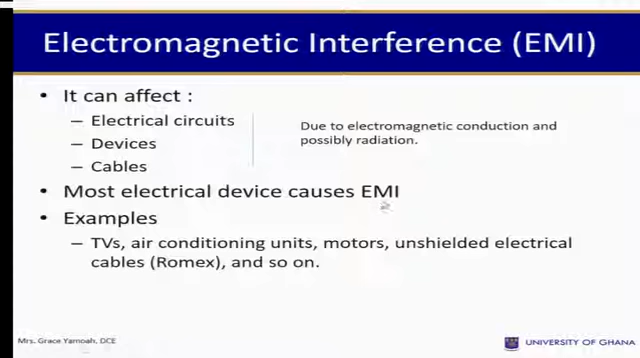 Electromagnetic Interference (EMI)
• It can affect :
– Electrical circuits
– Devices
– Cables
Due to electromagnetic conduction and
possibly radiation.
• Most electrical device causes EMI
• Examples
– TVs, air conditioning units, motors, unshielded electrical
cables (Romex), and so on.
Mrs. Grace Yamoah, DCE
UNIVERSITY OF GHANA